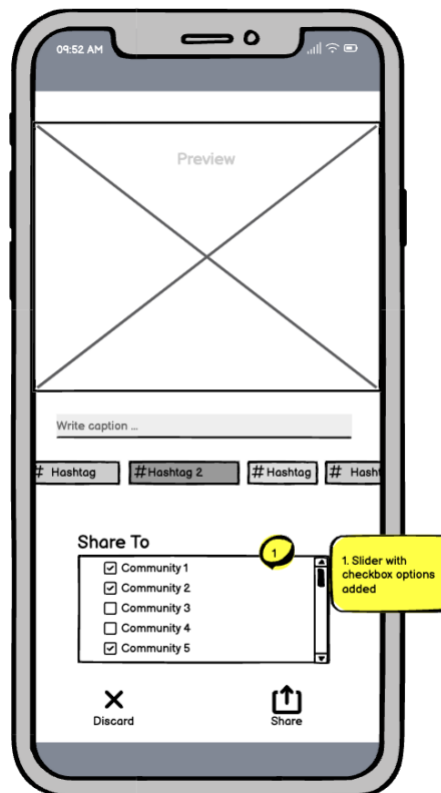 09:52 AM
Preview
Write caption ...
# Hashtag
#Hashtag 2
# Hashtag
# Hasht
Share To
1
Community 1
Community 2
Community 3
Community 4
Community 5
1. Slider with
checkbox options
added
Discard
Share